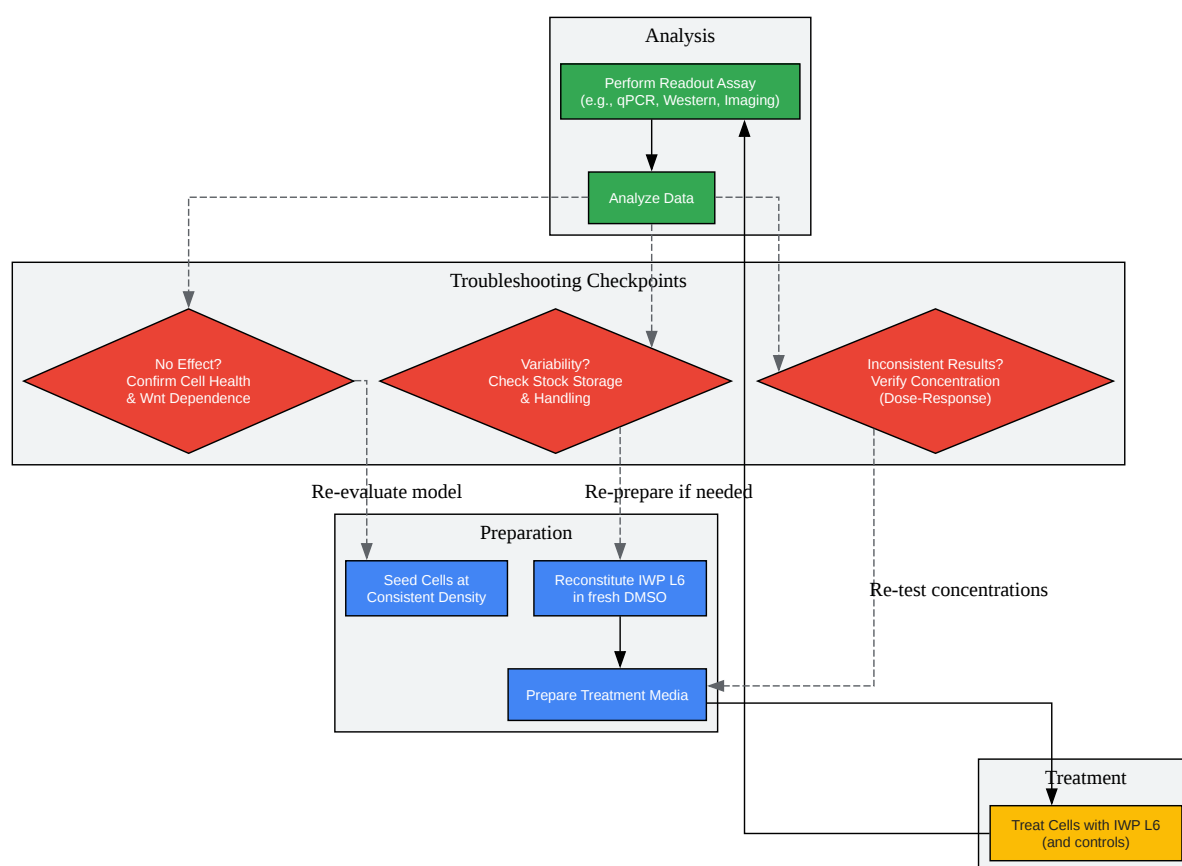 Analysis
Perform Readout Assay
(e.g., qPCR, Western, Imaging)
Analyze Data
Troubleshooting Checkpoints
No Effect?
Confirm Cell Health
& Wnt Dependence
Variability?
Check Stock Storage
& Handling
Inconsistent Results?
Verify Concentration
(Dose-Response)
Re-evaluate model
Re-prepare if needed
Re-test concentrations
Preparation
Seed Cells at
Consistent Density
Reconstitute IWP L6
in fresh DMSO
Prepare Treatment Media
Treatment
Treat Cells with IWP L6
(and controls)